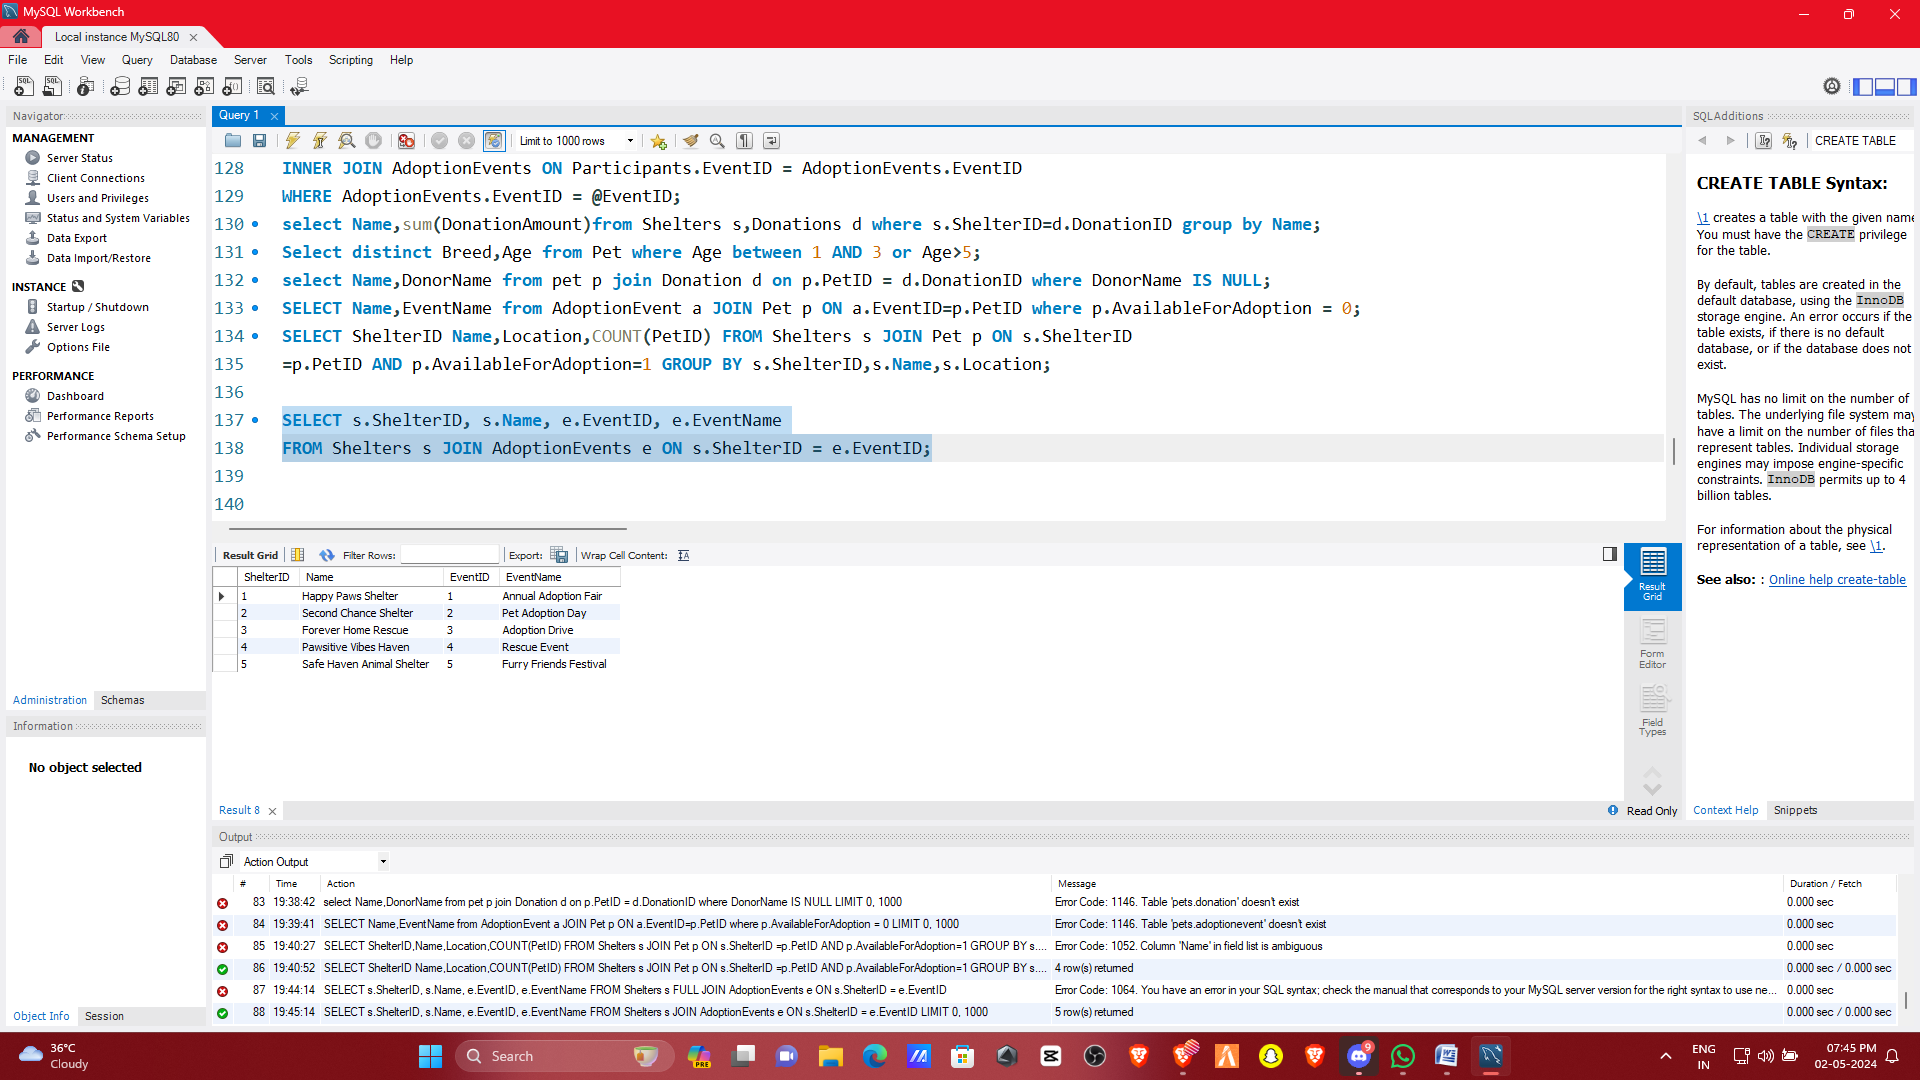 MySQL Workbench
Local instance MySQL80
File Edit View Query Database Server Tools Scripting Help
Navigator
MANAGEMENT
Server Status
Client Connections
Users and Privileges
Status and System Variables
Data Export
Data Import/Restore
INSTANCE
Startup / Shutdown
Server Logs
Options File
PERFORMANCE
Dashboard
Performance Reports
Performance Schema Setup
Administration Schemas
Information
No object selected
Object Info Session
Query 1
Limit to 1000 rows
128 INNER JOIN AdoptionEvents ON Participants.EventID = AdoptionEvents.EventID
129 WHERE AdoptionEvents.EventID = @EventID;
130 select Name,sum(DonationAmount)from Shelters s,Donations d where s.ShelterID=d.DonationID group by Name;
131 Select distinct Breed,Age from Pet where Age between 1 AND 3 or Age>5;
132 select Name,DonorName from pet p join Donation d on p.PetID = d.DonationID where DonorName IS NULL;
133 SELECT Name,EventName from AdoptionEvent a JOIN Pet p ON a.EventID=p.PetID where p.AvailableForAdoption = 0;
134 SELECT ShelterID Name,Location,COUNT(PetID) FROM Shelters s JOIN Pet p ON s.ShelterID
135 =p.PetID AND p.AvailableForAdoption=1 GROUP BY s.ShelterID,s.Name,s.Location;
136
137 SELECT s.ShelterID, s.Name, e.EventID, e.EventName
138 FROM Shelters s JOIN AdoptionEvents e ON s.ShelterID = e.EventID;
139
140
Result Grid Filter Rows: Export: Wrap Cell Content:
ShelterID Name EventID EventName
1 Happy Paws Shelter 1 Annual Adoption Fair
2 Second Chance Shelter 2 Pet Adoption Day
3 Forever Home Rescue 3 Adoption Drive
4 Pawsitive Vibes Haven 4 Rescue Event
5 Safe Haven Animal Shelter 5 Furry Friends Festival
Result Grid
Form Editor
Field Types
Result 8
Read Only
SQLAdditions
CREATE TABLE
CREATE TABLE Syntax:
\1 creates a table with the given name
You must have the CREATE privilege
for the table.
By default, tables are created in the
default database, using the InnoDB
storage engine. An error occurs if the
table exists, if there is no default
database, or if the database does not
exist.
MySQL has no limit on the number of
tables. The underlying file system may
have a limit on the number of files tha
represent tables. Individual storage
engines may impose engine-specific
constraints. InnoDB permits up to 4
billion tables.
For information about the physical
representation of a table, see \1.
See also: : Online help create-table
Context Help Snippets
Output
Action Output
# Time Action Message Duration / Fetch
83 19:38:42 select Name,DonorName from pet p join Donation d on p.PetID = d.DonationID where DonorName IS NULL LIMIT 0, 1000 Error Code: 1146. Table 'pets.donation' doesn't exist 0.000 sec
84 19:39:41 SELECT Name,EventName from AdoptionEvent a JOIN Pet p ON a.EventID=p.PetID where p.AvailableForAdoption = 0 LIMIT 0, 1000 Error Code: 1146. Table 'pets.adoptionevent' doesn't exist 0.000 sec
85 19:40:27 SELECT ShelterID,Name,Location,COUNT(PetID) FROM Shelters s JOIN Pet p ON s.ShelterID =p.PetID AND p.AvailableForAdoption=1 GROUP BY s.... Error Code: 1052. Column 'Name' in field list is ambiguous 0.000 sec
86 19:40:52 SELECT ShelterID Name,Location,COUNT(PetID) FROM Shelters s JOIN Pet p ON s.ShelterID =p.PetID AND p.AvailableForAdoption=1 GROUP BY s.... 4 row(s) returned 0.000 sec / 0.000 sec
87 19:44:14 SELECT s.ShelterID, s.Name, e.EventID, e.EventName FROM Shelters s FULL JOIN AdoptionEvents e ON s.ShelterID = e.EventID Error Code: 1064. You have an error in your SQL syntax; check the manual that corresponds to your MySQL server version for the right syntax to use ne... 0.000 sec
88 19:45:14 SELECT s.ShelterID, s.Name, e.EventID, e.EventName FROM Shelters s JOIN AdoptionEvents e ON s.ShelterID = e.EventID LIMIT 0, 1000 5 row(s) returned 0.000 sec / 0.000 sec
36°C
Cloudy
Search
PRE
9
ENG
IN
07:45 PM
02-05-2024